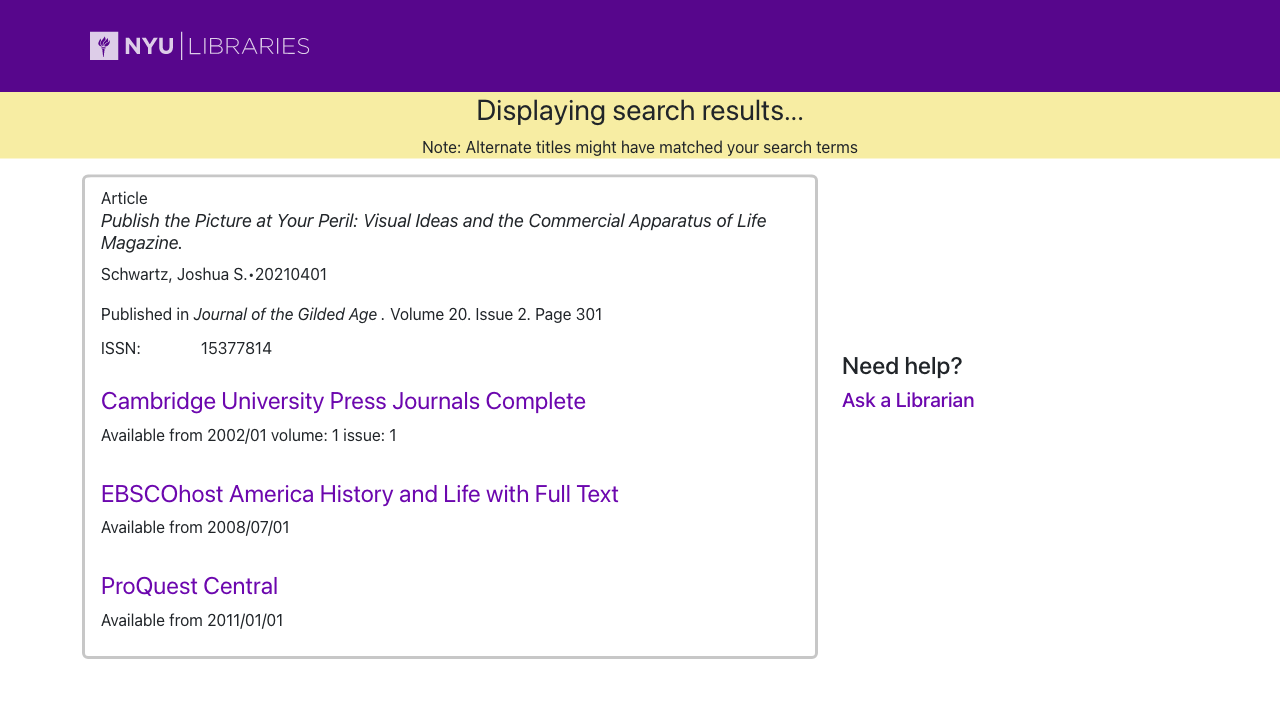 NYU LIBRARIES
Displaying search results...
Note: Alternate titles might have matched your search terms
Article
Publish the Picture at Your Peril: Visual Ideas and the Commercial Apparatus of Life
Magazine.
Schwartz, Joshua S.•20210401
Published in Journal of the Gilded Age . Volume 20. Issue 2. Page 301
ISSN: 15377814
Cambridge University Press Journals Complete
Available from 2002/01 volume: 1 issue: 1
EBSCOhost America History and Life with Full Text
Available from 2008/07/01
ProQuest Central
Available from 2011/01/01
Need help?
Ask a Librarian